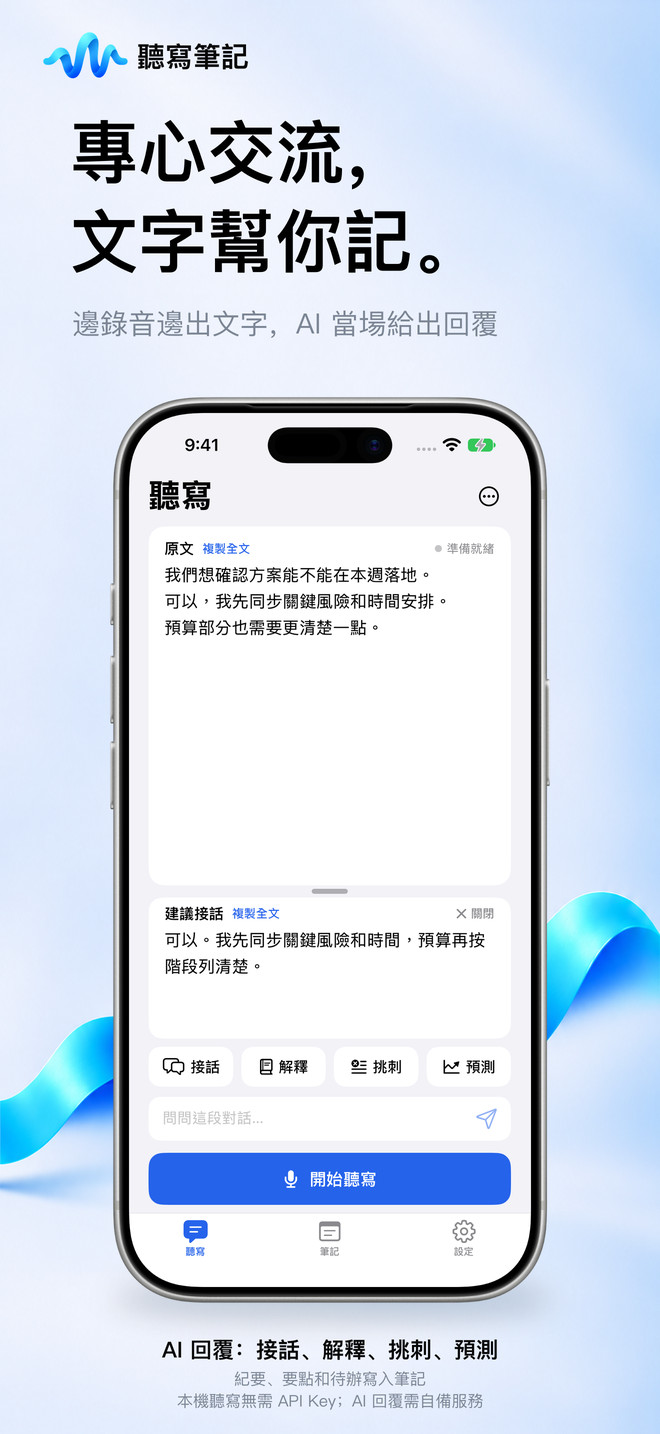 聽寫筆記
專心交流，
文字幫你記。
邊錄音邊出文字，AI 當場給出回覆
9:41
聽寫
原文 複製全文 準備就緒
我們想確認方案能不能在本週落地。
可以，我先同步關鍵風險和時間安排。
預算部分也需要更清楚一點。
建議接話 複製全文 關閉
可以。我先同步關鍵風險和時間，預算再按
階段列清楚。
接話 解釋 挑刺 預測
問問這段對話...
開始聽寫
聽寫 筆記 設定
AI 回覆：接話、解釋、挑刺、預測
紀要、要點和待辦寫入筆記
本機聽寫無需 API Key；AI 回覆需自備服務